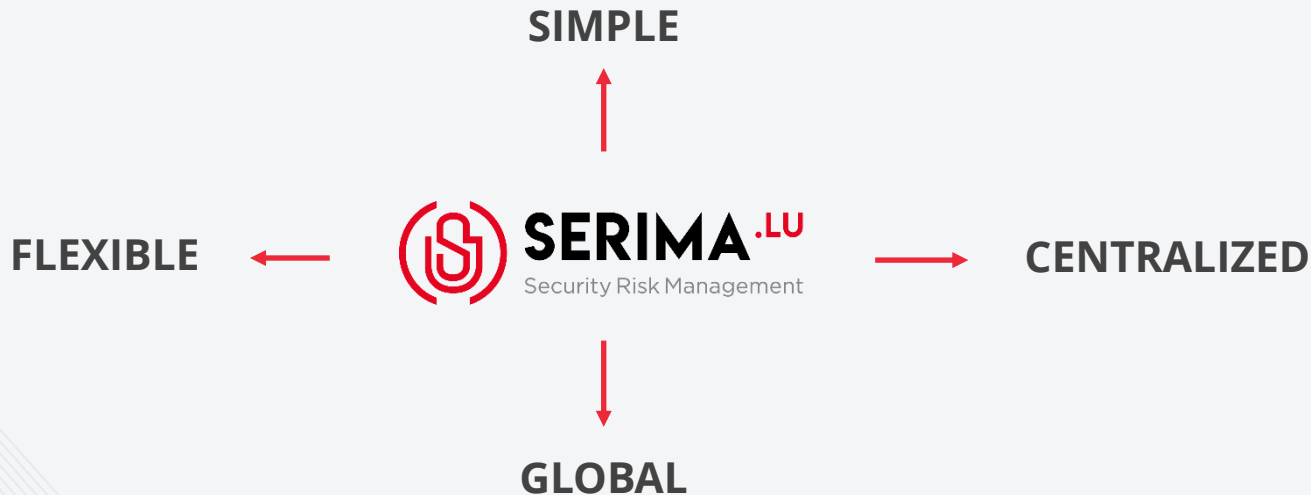 SIMPLE
FLEXIBLE
SERIMA.LU
Security Risk Management
CENTRALIZED
GLOBAL